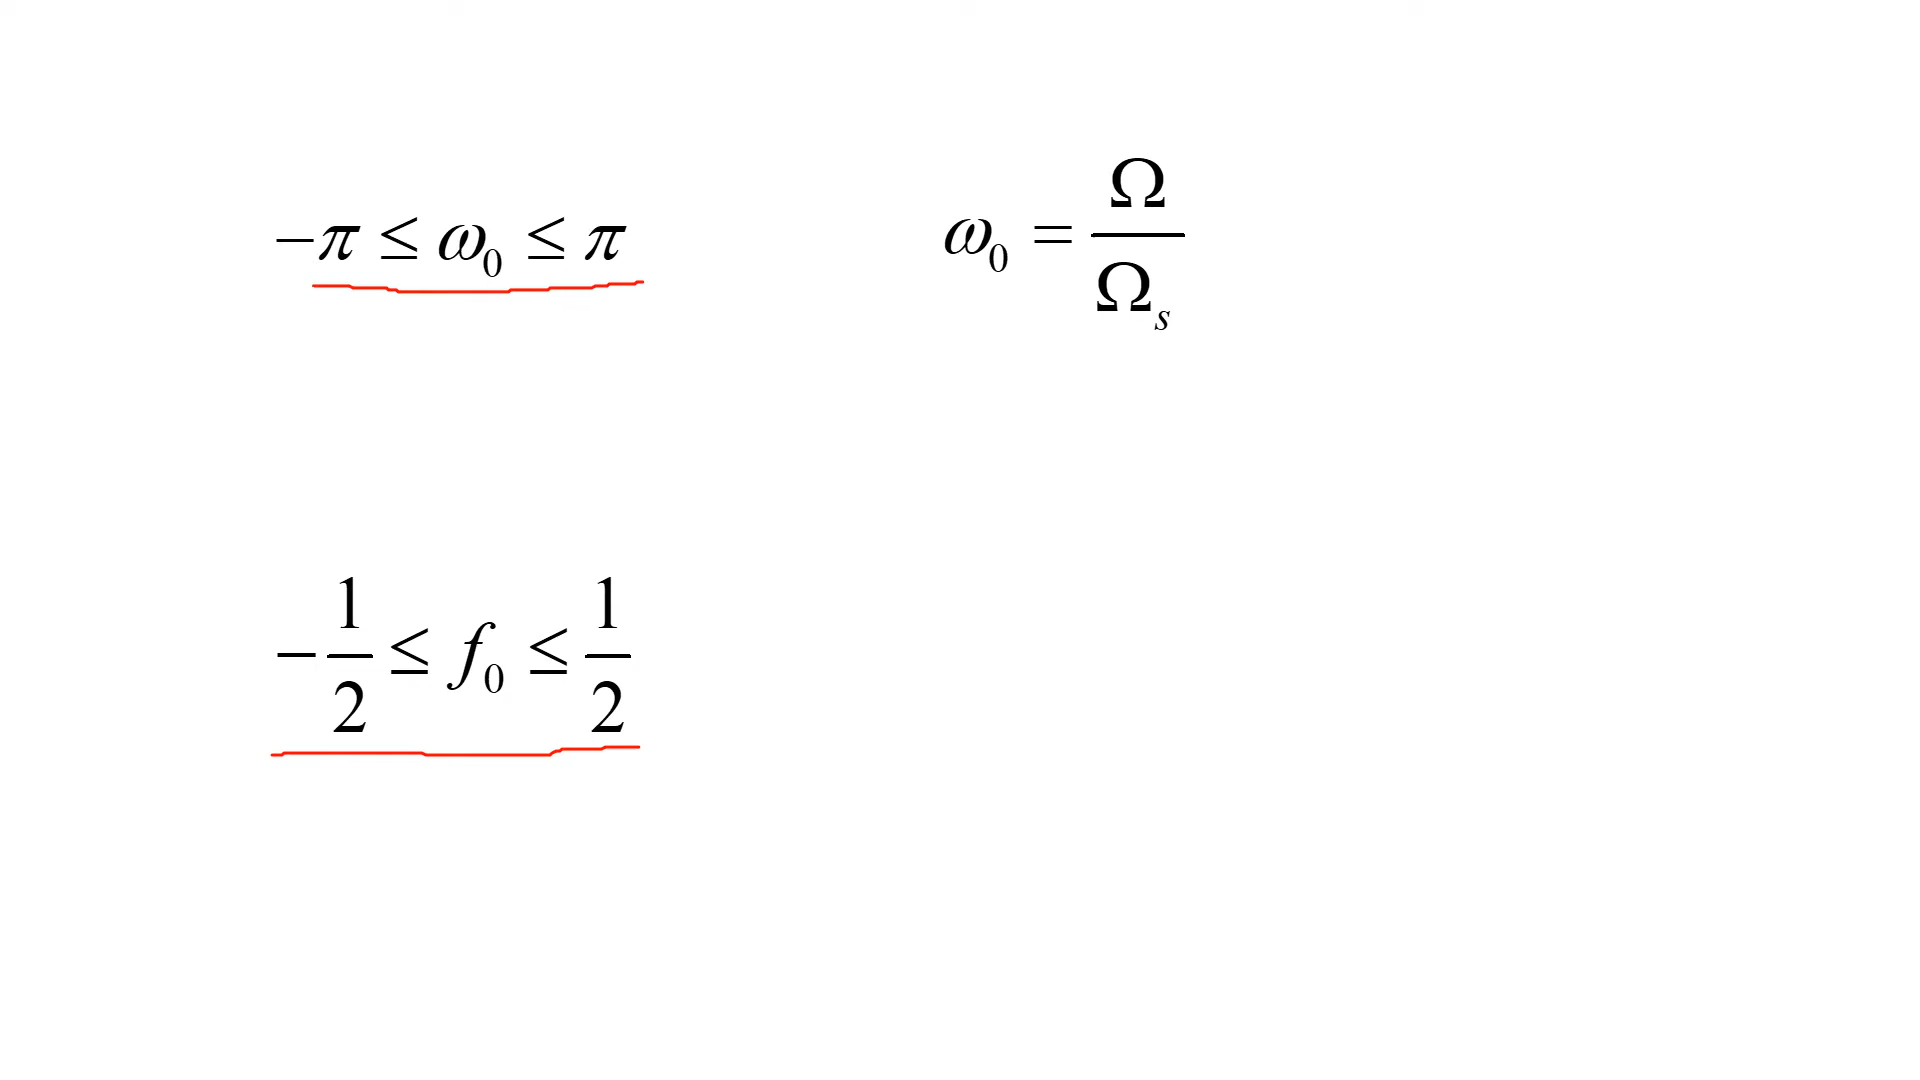 −π ≤ ω₀ ≤ π
ω₀ = Ω / Ωₛ
−1/2 ≤ f₀ ≤ 1/2